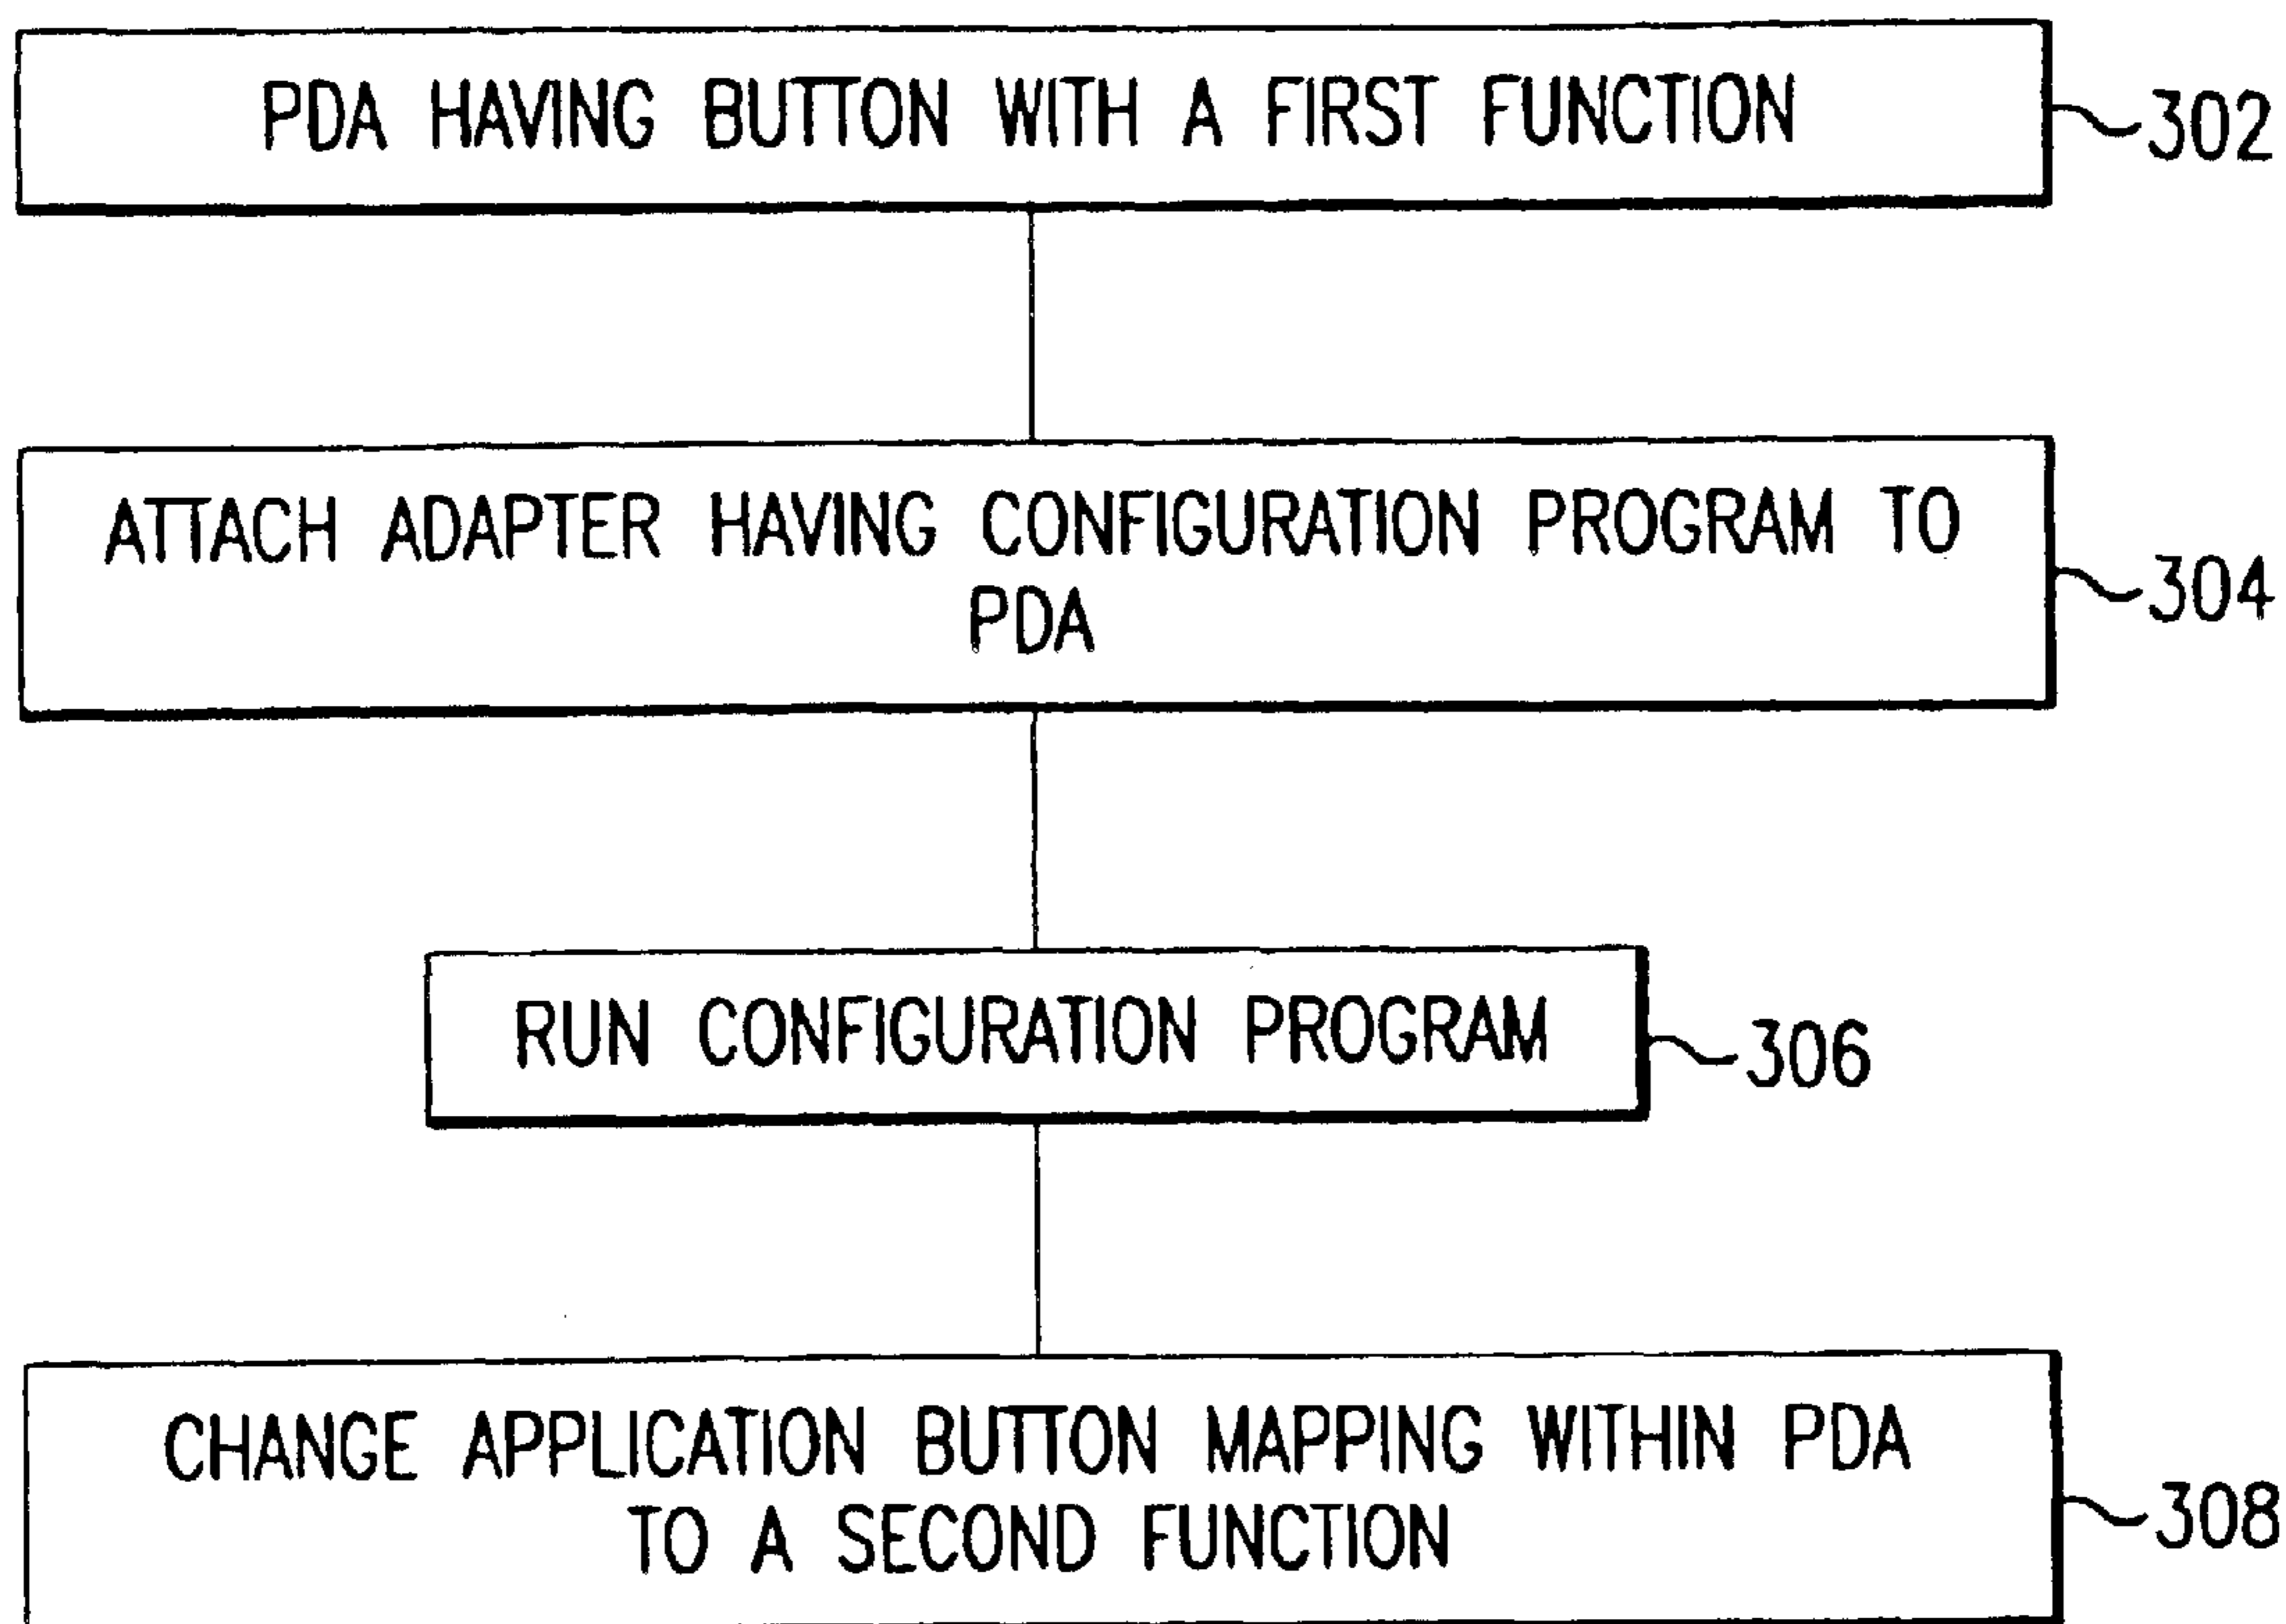 PDA HAVING BUTTON WITH A FIRST FUNCTION
302
ATTACH ADAPTER HAVING CONFIGURATION PROGRAM TO
PDA
304
RUN CONFIGURATION PROGRAM
306
CHANGE APPLICATION BUTTON MAPPING WITHIN PDA
TO A SECOND FUNCTION
308